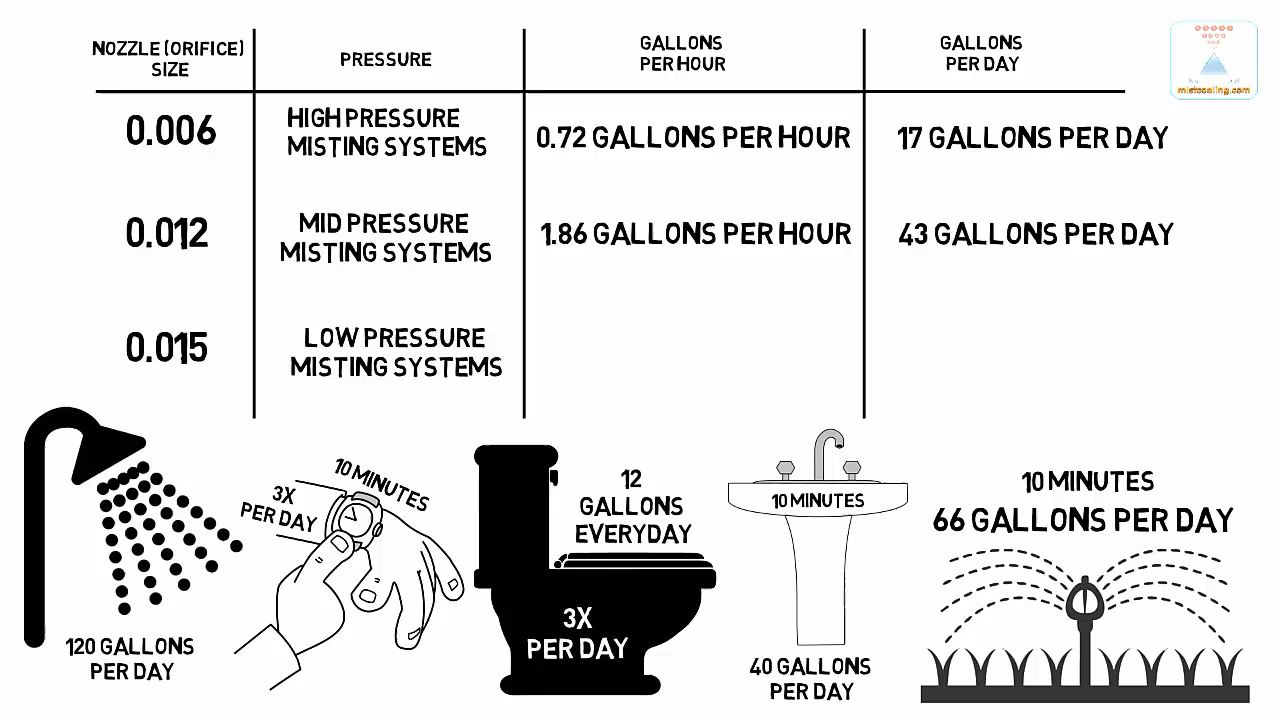 NOZZLE (ORIFICE)
SIZE
PRESSURE
GALLONS
PER HOUR
GALLONS
PER DAY
mistcooling.com
0.006
HIGH PRESSURE
MISTING SYSTEMS
0.72 GALLONS PER HOUR
17 GALLONS PER DAY
0.012
MID PRESSURE
MISTING SYSTEMS
1.86 GALLONS PER HOUR
43 GALLONS PER DAY
0.015
LOW PRESSURE
MISTING SYSTEMS
120 GALLONS
PER DAY
3X
PER DAY
10 MINUTES
12
GALLONS
EVERYDAY
3X
PER DAY
10 MINUTES
40 GALLONS
PER DAY
10 MINUTES
66 GALLONS PER DAY